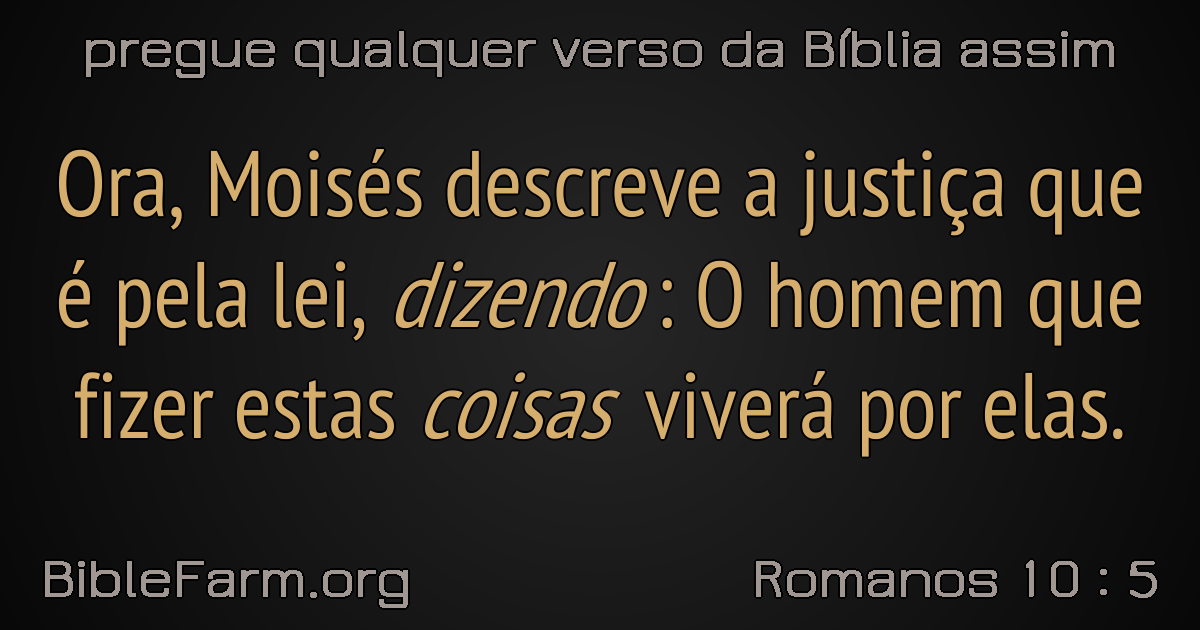 pregue qualquer verso da Bíblia assim
Ora, Moisés descreve a justiça que
é pela lei, dizendo: O homem que
fizer estas coisas viverá por elas.
BibleFarm.org
Romanos 10 : 5